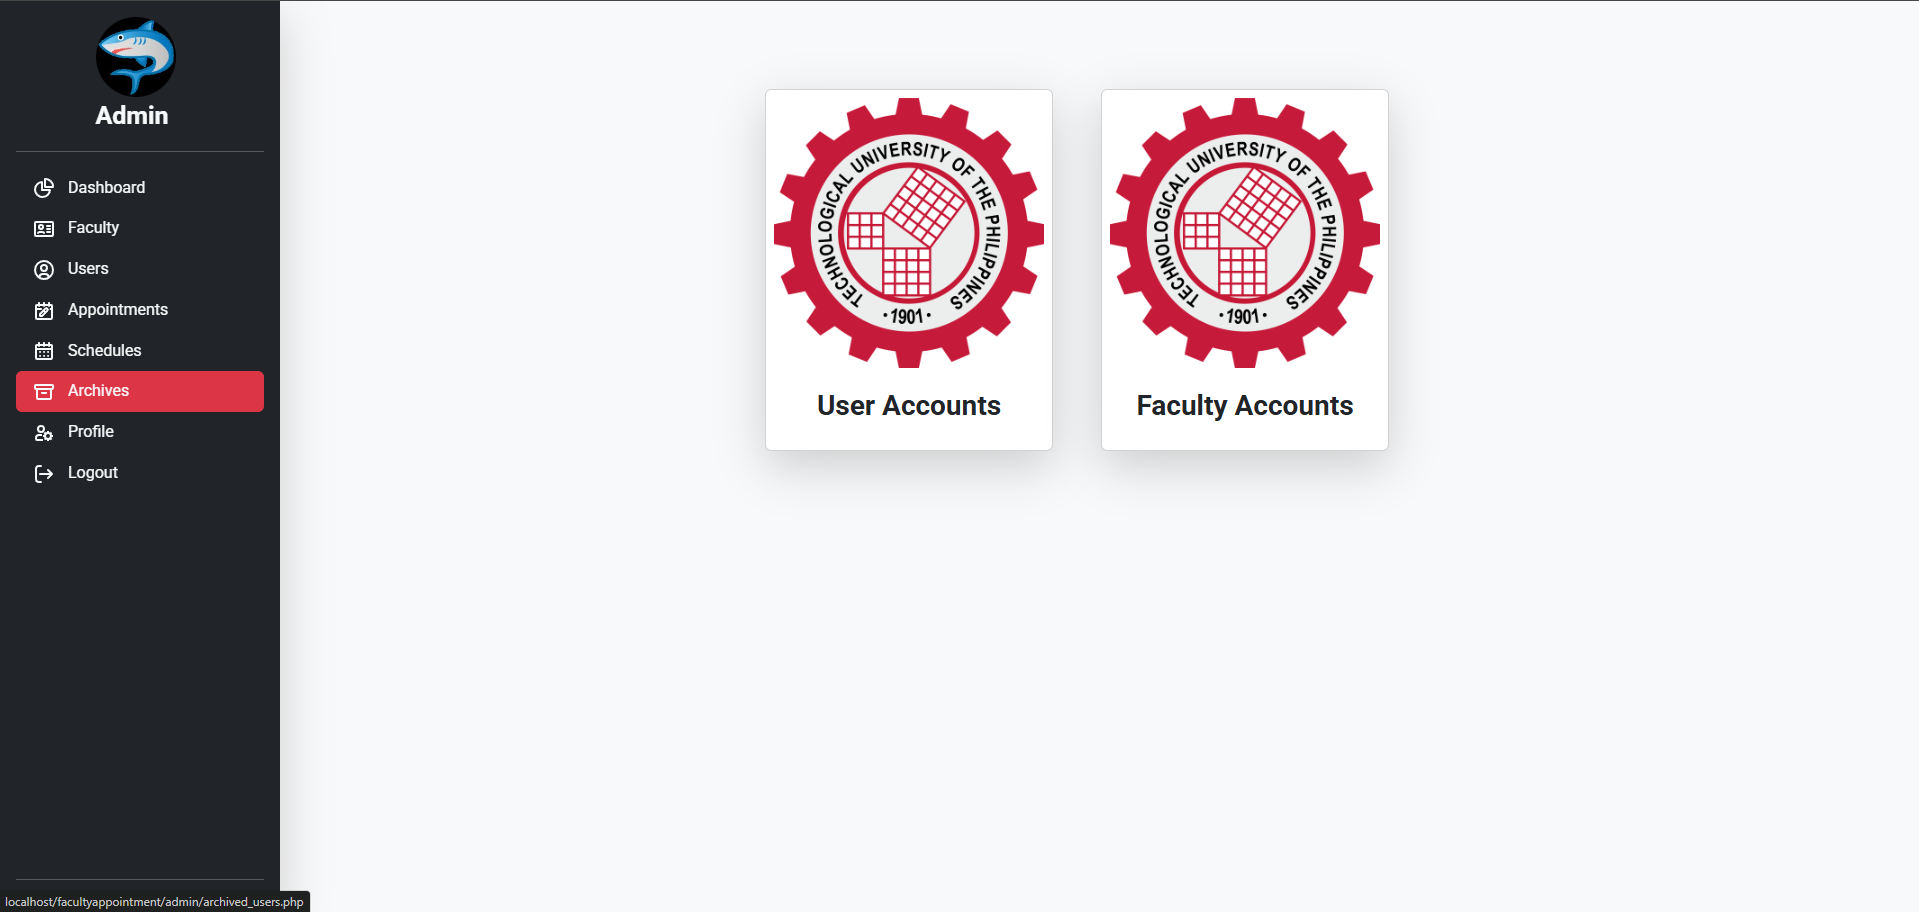 Admin
Dashboard
Faculty
Users
Appointments
Schedules
Archives
Profile
Logout
TECHNOLOGICAL UNIVERSITY OF THE PHILIPPINES
• 1901 •
User Accounts
TECHNOLOGICAL UNIVERSITY OF THE PHILIPPINES
• 1901 •
Faculty Accounts
localhost/facultyappointment/admin/archived_users.php